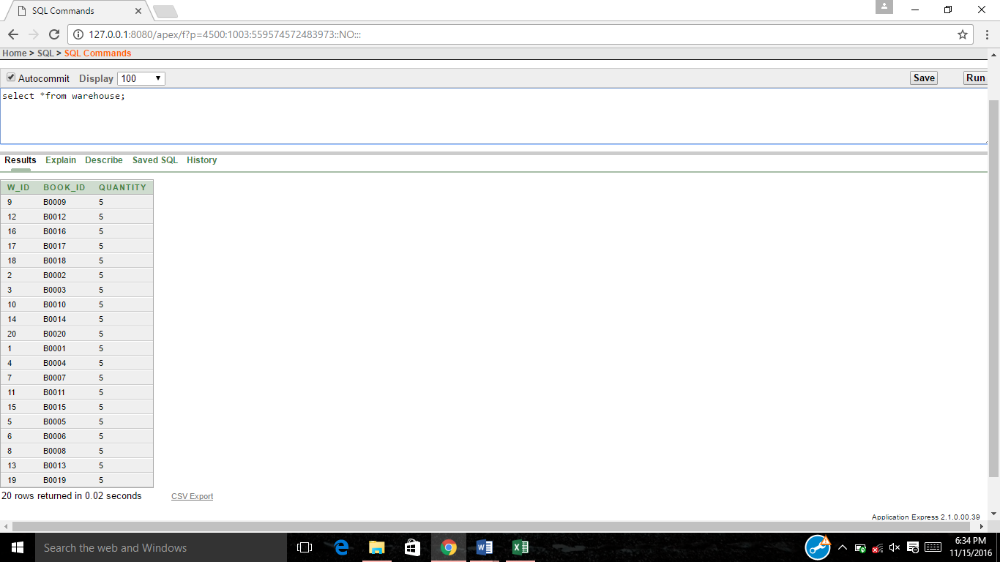 SQL Commands
127.0.0.1:8080/apex/f?p=4500:1003:559574572483973::NO:::
Home > SQL > SQL Commands
Autocommit Display 100 Save Run
select *from warehouse;
Results Explain Describe Saved SQL History
W_ID BOOK_ID QUANTITY
9 B0009 5
12 B0012 5
16 B0016 5
17 B0017 5
18 B0018 5
2 B0002 5
3 B0003 5
10 B0010 5
14 B0014 5
20 B0020 5
1 B0001 5
4 B0004 5
7 B0007 5
11 B0011 5
15 B0015 5
5 B0005 5
6 B0006 5
8 B0008 5
13 B0013 5
19 B0019 5
20 rows returned in 0.02 seconds CSV Export
Application Express 2.1.0.00.39
Search the web and Windows
6:34 PM
11/15/2016